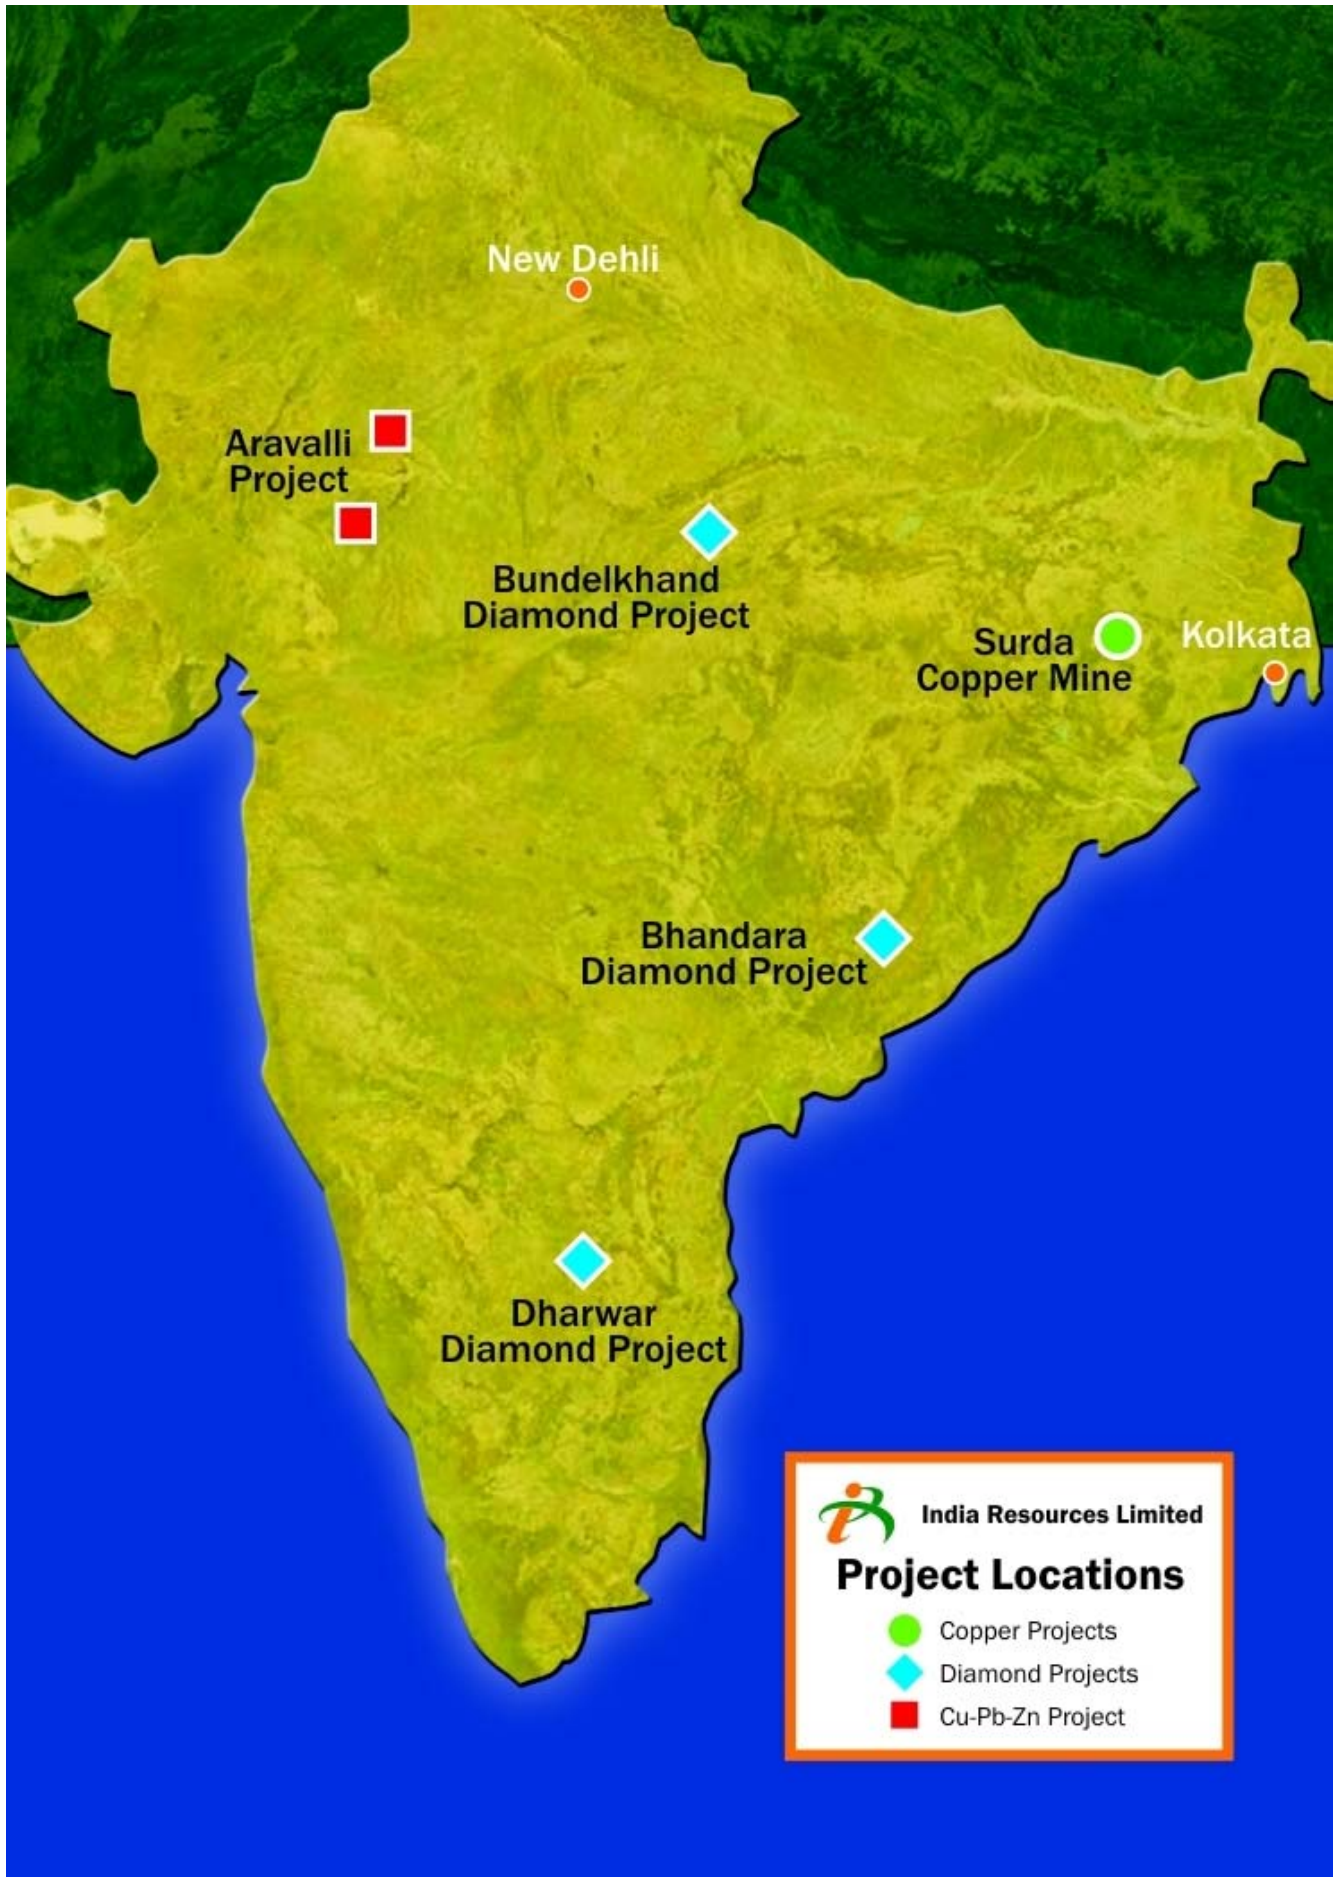 New Dehli
Aravalli
Project
Bundelkhand
Diamond Project
Surda
Copper Mine
Kolkata
Bhandara
Diamond Project
Dharwar
Diamond Project
India Resources Limited
Project Locations
Copper Projects
Diamond Projects
Cu-Pb-Zn Project